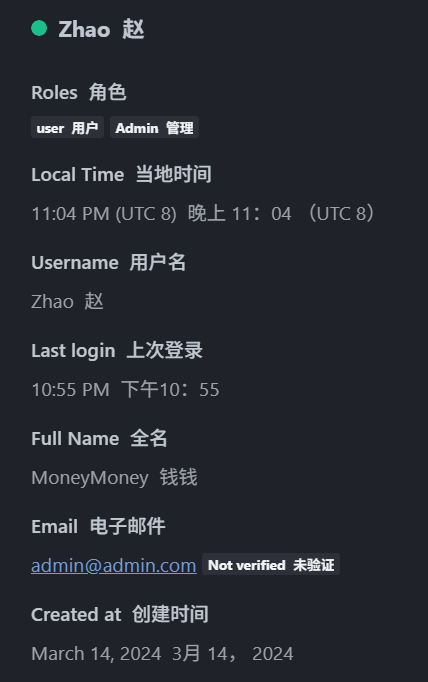 Zhao 赵
Roles 角色
user 用户 Admin 管理
Local Time 当地时间
11:04 PM (UTC 8) 晚上 11：04 （UTC 8）
Username 用户名
Zhao 赵
Last login 上次登录
10:55 PM 下午10：55
Full Name 全名
MoneyMoney 钱钱
Email 电子邮件
admin@admin.com Not verified 未验证
Created at 创建时间
March 14, 2024 3月 14， 2024